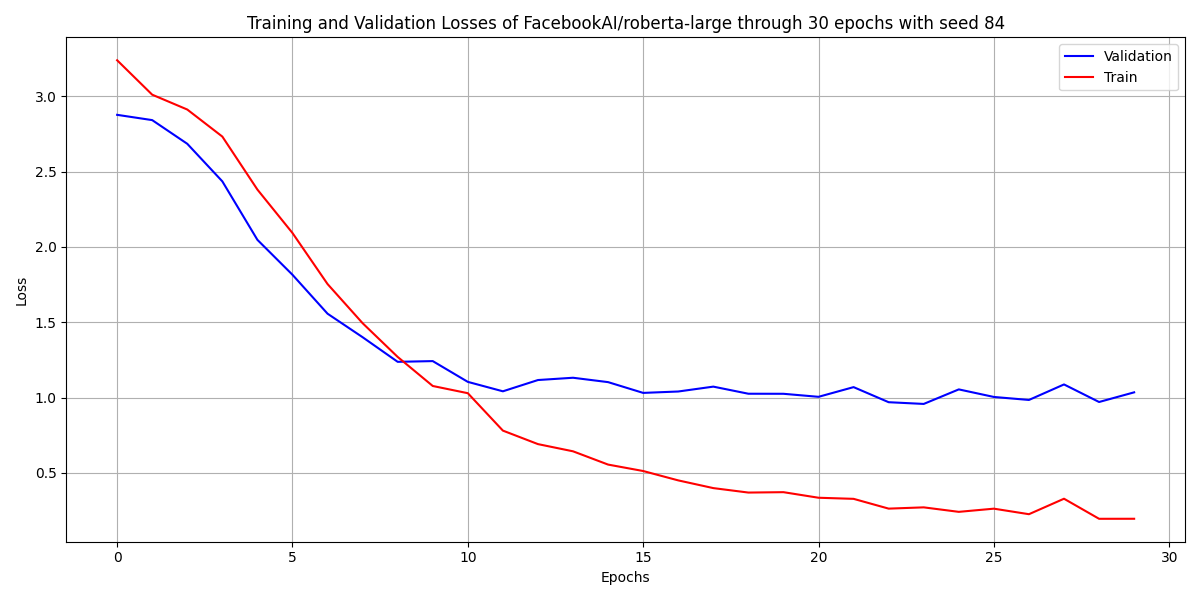 Training and Validation Losses of FacebookAI/roberta-large through 30 epochs with seed 84
Validation
Train
3.0
2.5
2.0
1.5
1.0
0.5
Loss
0 5 10 15 20 25 30
Epochs